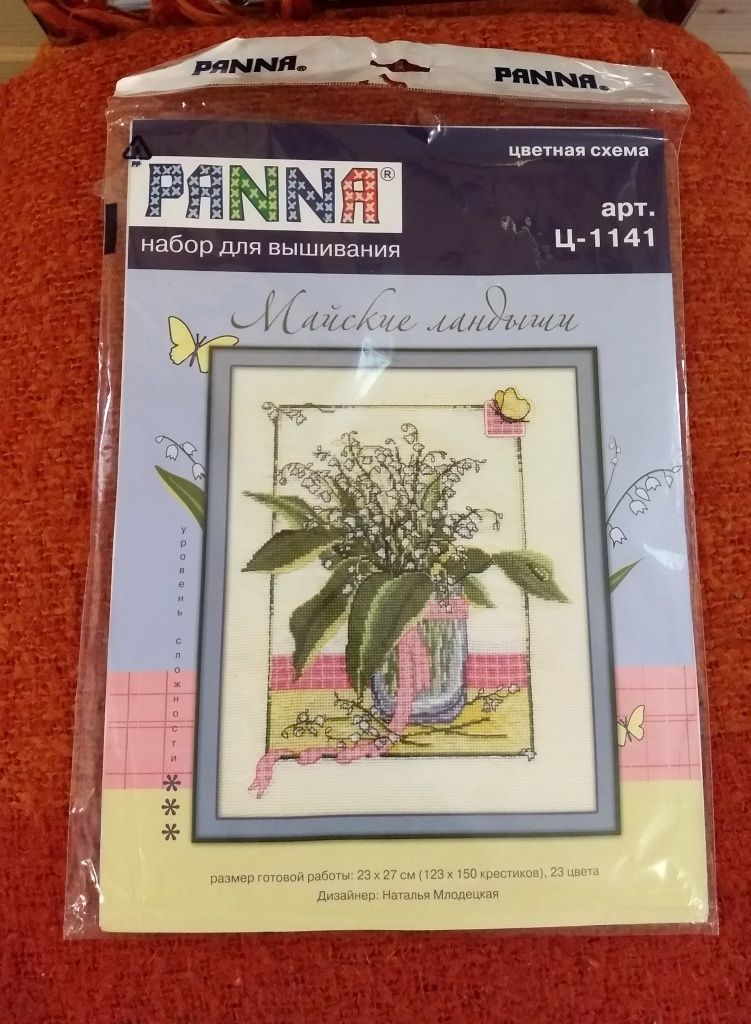 PANNA®
PANNA®
PP
цветная схема
PANNA®
арт.
Ц-1141
набор для вышивания
Майские ландыши
уровень сложности
***
размер готовой работы: 23 х 27 см (123 х 150 крестиков), 23 цвета
Дизайнер: Наталья Млодецкая